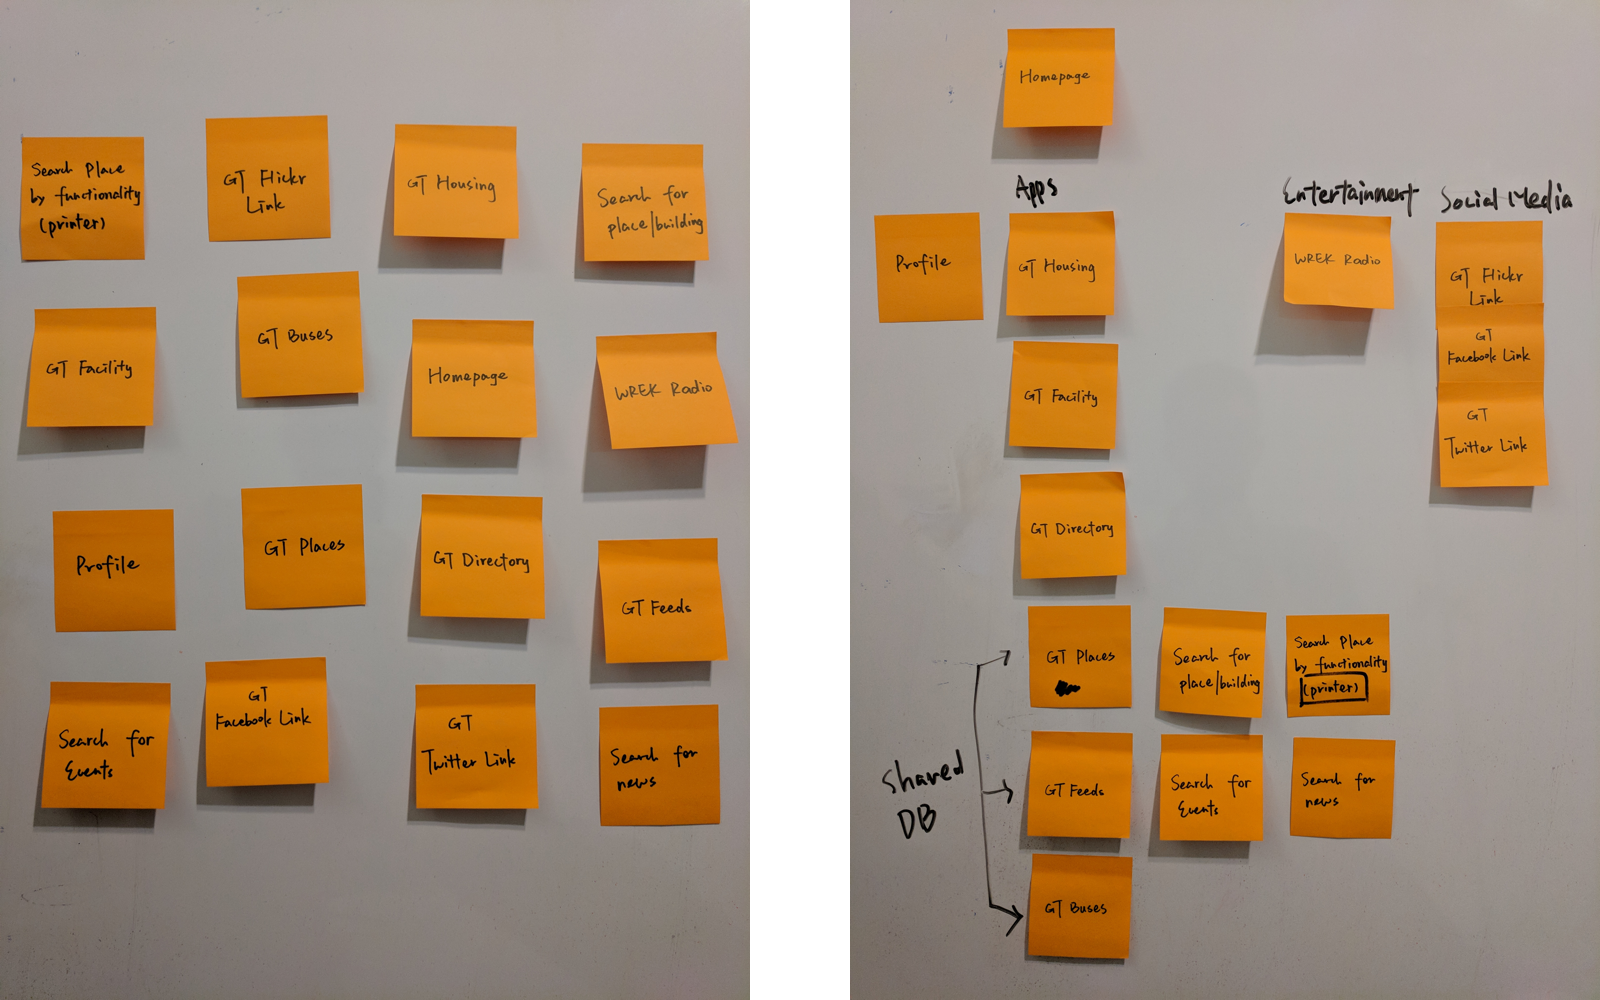 Search Place
by functionality
(printer)
GT Flickr
Link
GT Housing
Search for
place/building
GT Facility
GT Buses
Homepage
WREK Radio
Profile
GT Places
GT Directory
GT Feeds
Search for
Events
GT
Facebook Link
GT
Twitter Link
Search for
news
Homepage
Apps
Entertainment
Social Media
Profile
GT Housing
WREK Radio
GT Flickr
Link
GT
Facebook Link
GT
Twitter Link
GT Facility
GT Directory
GT Places
Search for
place/building
Search Place
by functionality
(printer)
Shared
DB
GT Feeds
Search for
Events
Search for
news
GT Buses